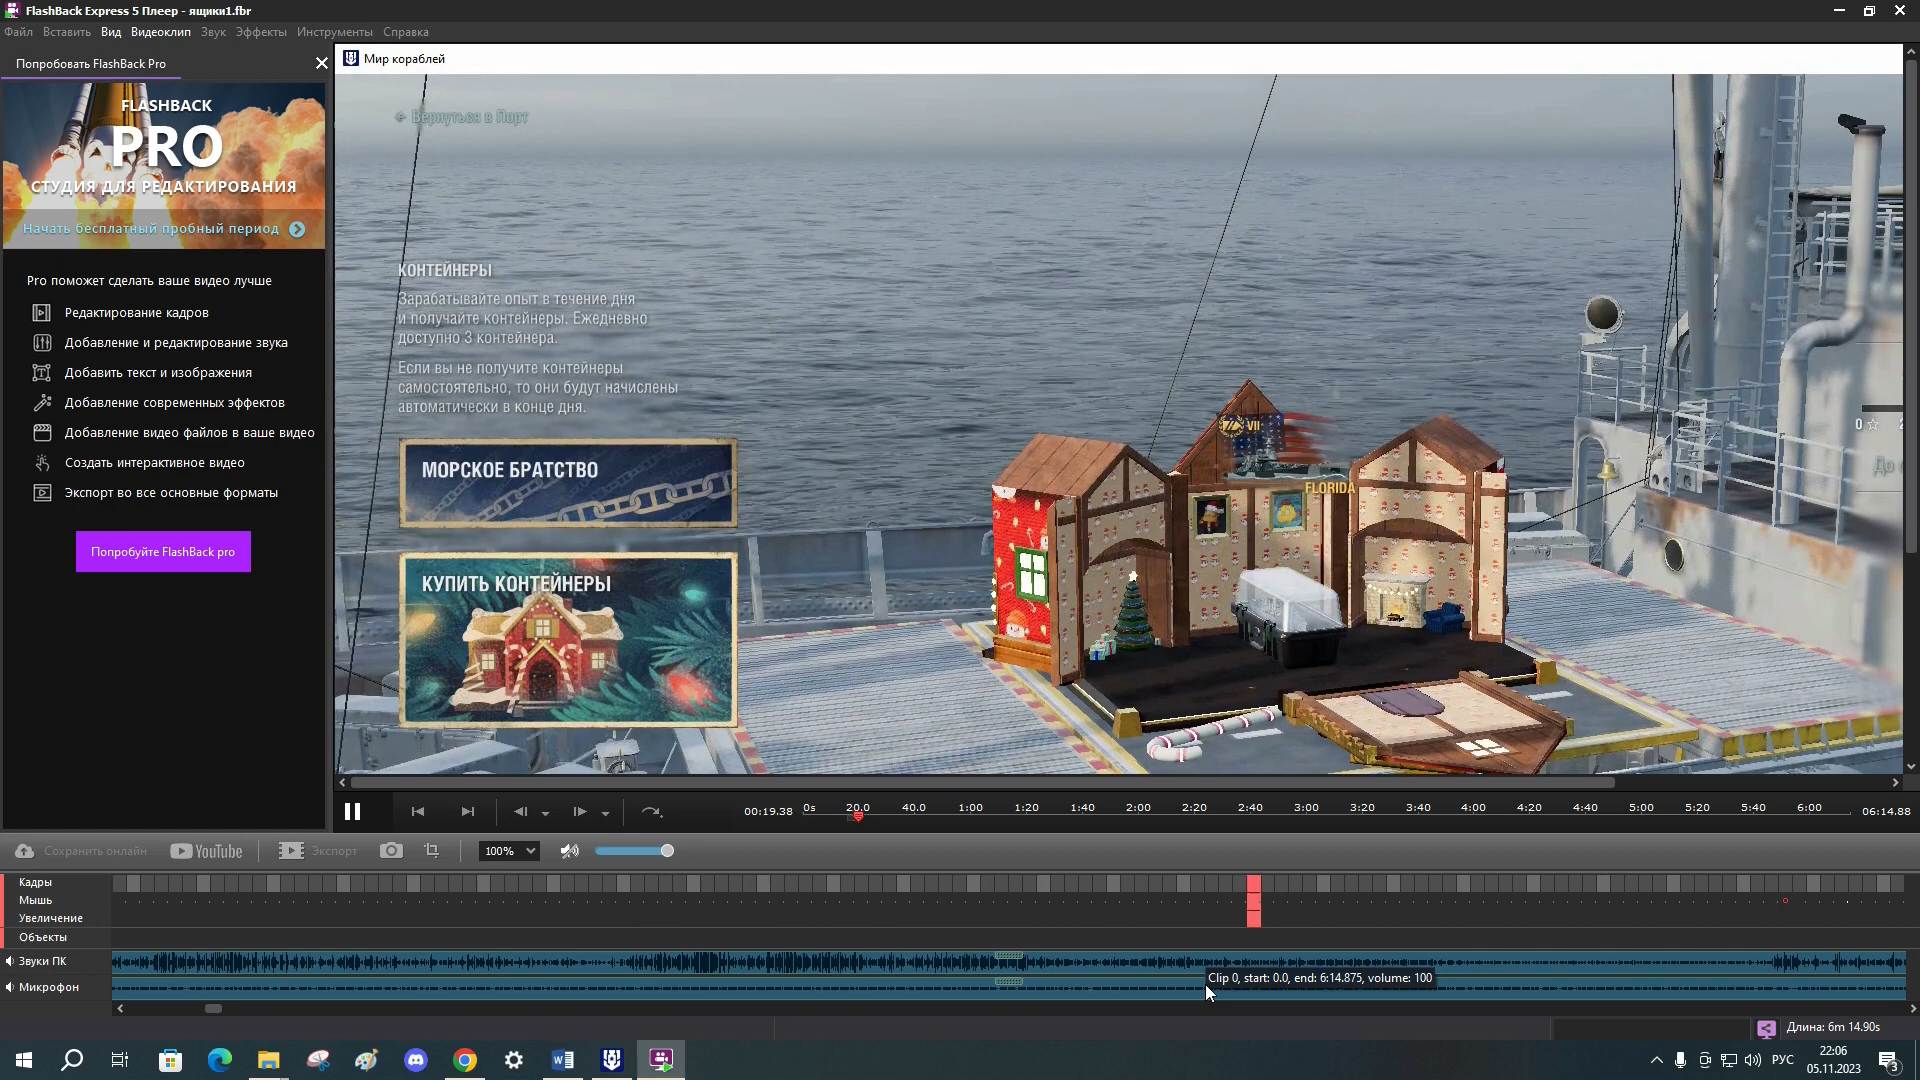 FlashBack Express 5 Плеер - ящики1.fbr
Файл Вставить Вид Видеоклип Звук Эффекты Инструменты Справка
Попробовать FlashBack Pro
FLASHBACK
PRO
СТУДИЯ ДЛЯ РЕДАКТИРОВАНИЯ
Начать бесплатный пробный период
Pro поможет сделать ваше видео лучше
Редактирование кадров
Добавление и редактирование звука
Добавить текст и изображения
Добавление современных эффектов
Добавление видео файлов в ваше видео
Создать интерактивное видео
Экспорт во все основные форматы
Попробуйте FlashBack pro
Мир кораблей
Вернуться в Порт
КОНТЕЙНЕРЫ
Зарабатывайте опыт в течение дня
и получайте контейнеры. Ежедневно
доступно 3 контейнера.
Если вы не получите контейнеры
самостоятельно, то они будут начислены
автоматически в конце дня.
МОРСКОЕ БРАТСТВО
КУПИТЬ КОНТЕЙНЕРЫ
VII
FLORIDA
0
До
00:19.38 0s 20.0 40.0 1:00 1:20 1:40 2:00 2:20 2:40 3:00 3:20 3:40 4:00 4:20 4:40 5:00 5:20 5:40 6:00 06:14.88
Сохранить онлайн YouTube Экспорт 100%
Кадры
Мышь
Увеличение
Объекты
Звуки ПК
Микрофон
Clip 0, start: 0.0, end: 6:14.875, volume: 100
Длина: 6m 14.90s
РУС
22:06
05.11.2023
3